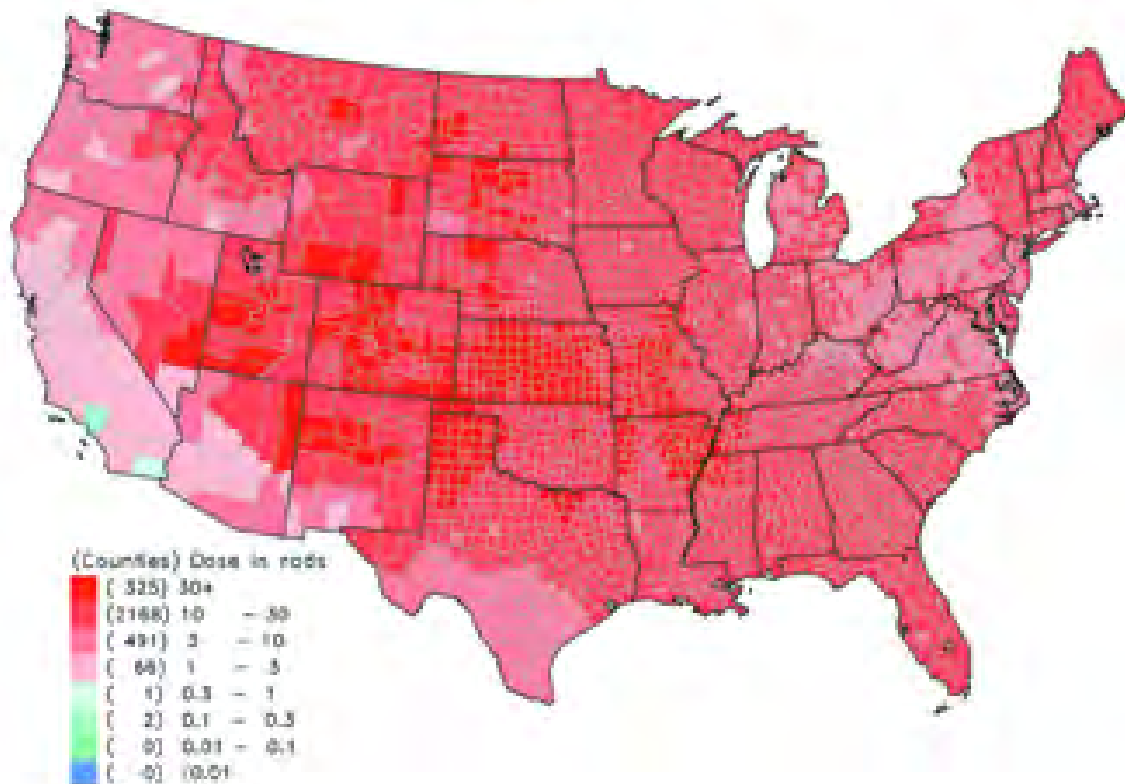 (Counties) Dose in rads
( 325) 30+
(2168) 10 - 30
( 491) 3 - 10
( 66) 1 - 3
( 1) 0.3 - 1
( 2) 0.1 - 0.3
( 0) 0.01 - 0.1
( -0) <0.01